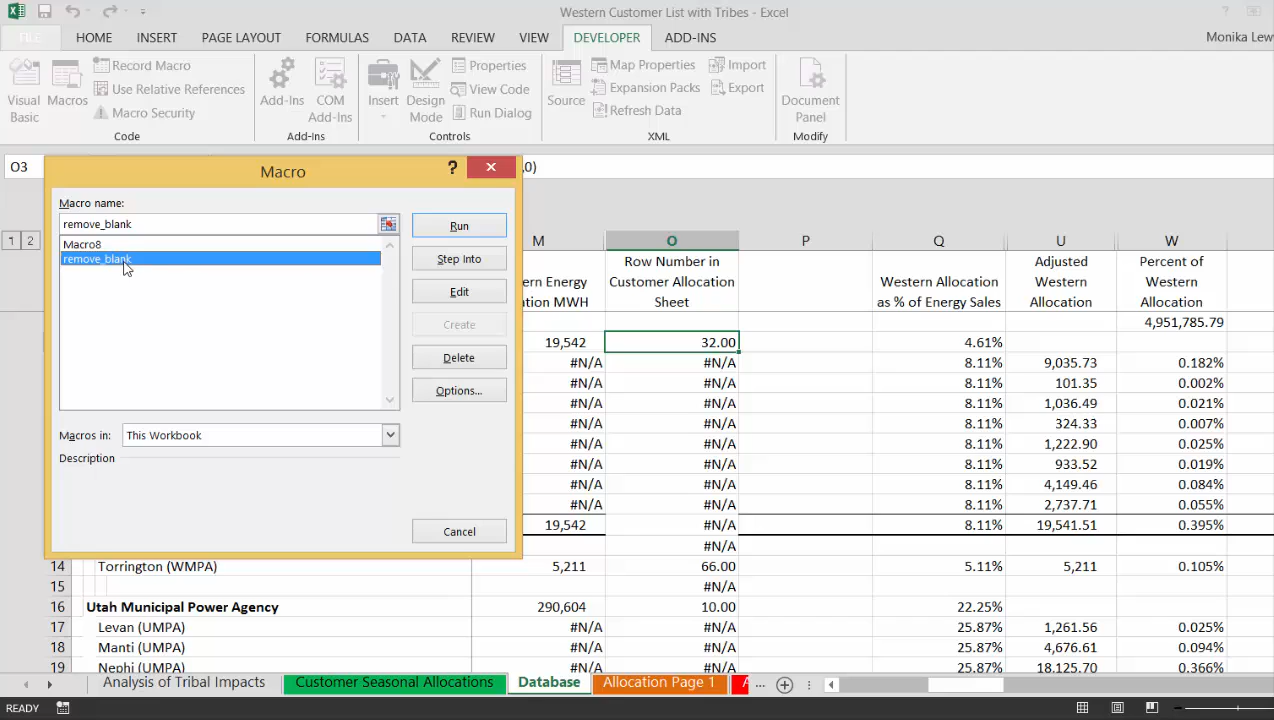 Western Customer List with Tribes - Excel
FILE HOME INSERT PAGE LAYOUT FORMULAS DATA REVIEW VIEW DEVELOPER ADD-INS
Visual Basic
Macros
Record Macro
Use Relative References
Macro Security
Code
Add-Ins
COM Add-Ins
Add-Ins
Insert
Design Mode
Properties
View Code
Run Dialog
Controls
Source
Map Properties
Expansion Packs
Refresh Data
Import
Export
XML
Document Panel
Modify
O3
,0)
Macro
?
Macro name:
remove_blank
Macro8
remove_blank
Run
Step Into
Edit
Create
Delete
Options...
Macros in: This Workbook
Description
Cancel
1 2
M O P Q U W
Row Number in Customer Allocation Sheet
Western Allocation as % of Energy Sales
Adjusted Western Allocation
Percent of Western Allocation
4,951,785.79
19,542 32.00 4.61%
#N/A #N/A 8.11% 9,035.73 0.182%
#N/A #N/A 8.11% 101.35 0.002%
#N/A #N/A 8.11% 1,036.49 0.021%
#N/A #N/A 8.11% 324.33 0.007%
#N/A #N/A 8.11% 1,222.90 0.025%
#N/A #N/A 8.11% 933.52 0.019%
#N/A #N/A 8.11% 4,149.46 0.084%
#N/A #N/A 8.11% 2,737.71 0.055%
19,542 #N/A 8.11% 19,541.51 0.395%
#N/A
14 Torrington (WMPA) 5,211 66.00 5.11% 5,211 0.105%
15 #N/A
16 Utah Municipal Power Agency 290,604 10.00 22.25%
17 Levan (UMPA) #N/A #N/A 25.87% 1,261.56 0.025%
18 Manti (UMPA) #N/A #N/A 25.87% 4,676.61 0.094%
19 Nephi (UMPA) #N/A #N/A 25.87% 18,125.70 0.366%
Analysis of Tribal Impacts Customer Seasonal Allocations Database Allocation Page 1 ...
READY